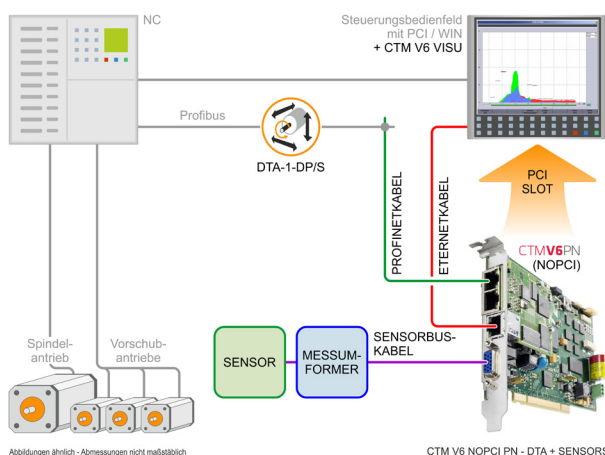 NC
Steuerungsbedienfeld
mit PCI / WIN
+ CTM V6 VISU
Profibus
DTA-1-DP/S
PROFINETKABEL
ETERNETKABEL
PCI
SLOT
CTMV6PN
(NOPCI)
Spindel-
antrieb
Vorschub-
antriebe
SENSOR
MESSUM-
FORMER
SENSORBUS-
KABEL
Abbildungen ähnlich - Abmessungen nicht maßstäblich
CTM V6 NOPCI PN - DTA + SENSORS